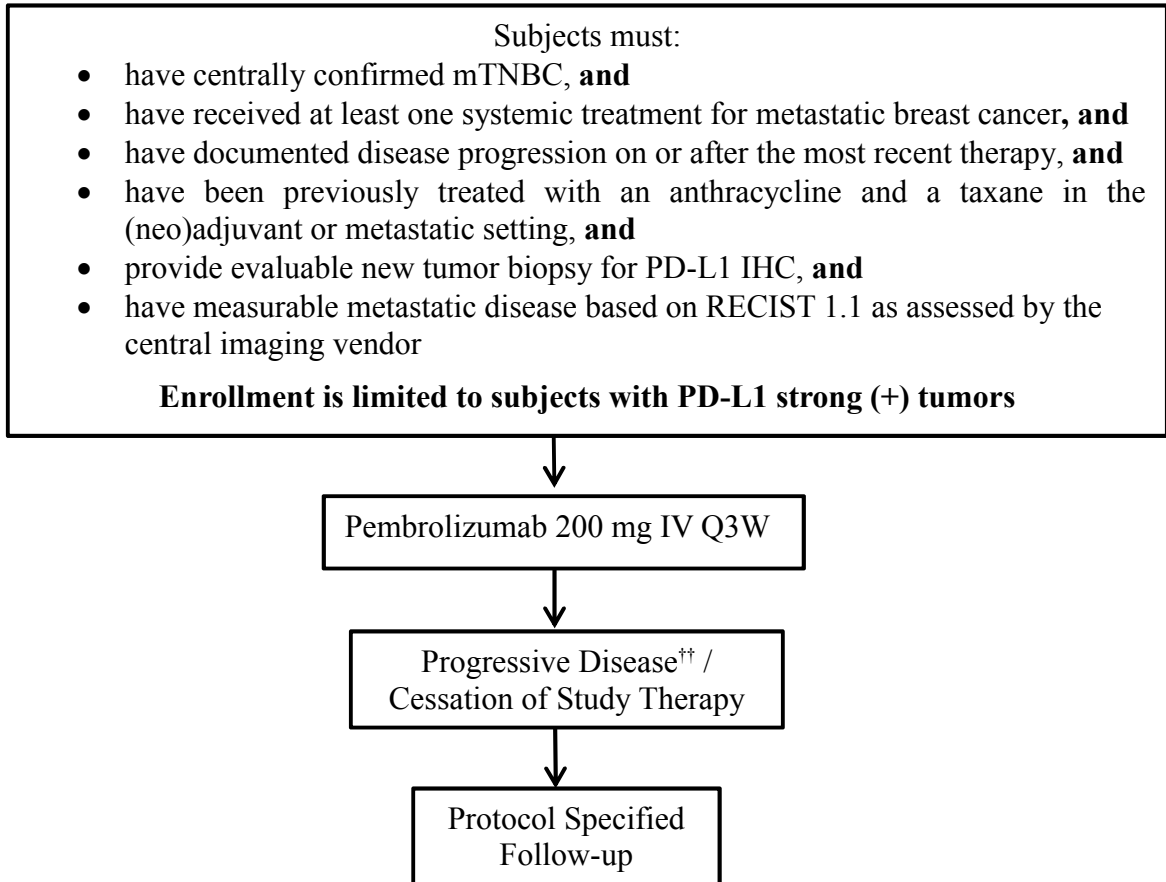 Subjects must:
• have centrally confirmed mTNBC, and
• have received at least one systemic treatment for metastatic breast cancer, and
• have documented disease progression on or after the most recent therapy, and
• have been previously treated with an anthracycline and a taxane in the
(neo)adjuvant or metastatic setting, and
• provide evaluable new tumor biopsy for PD-L1 IHC, and
• have measurable metastatic disease based on RECIST 1.1 as assessed by the
central imaging vendor
Enrollment is limited to subjects with PD-L1 strong (+) tumors
Pembrolizumab 200 mg IV Q3W
Progressive Disease†† /
Cessation of Study Therapy
Protocol Specified
Follow-up